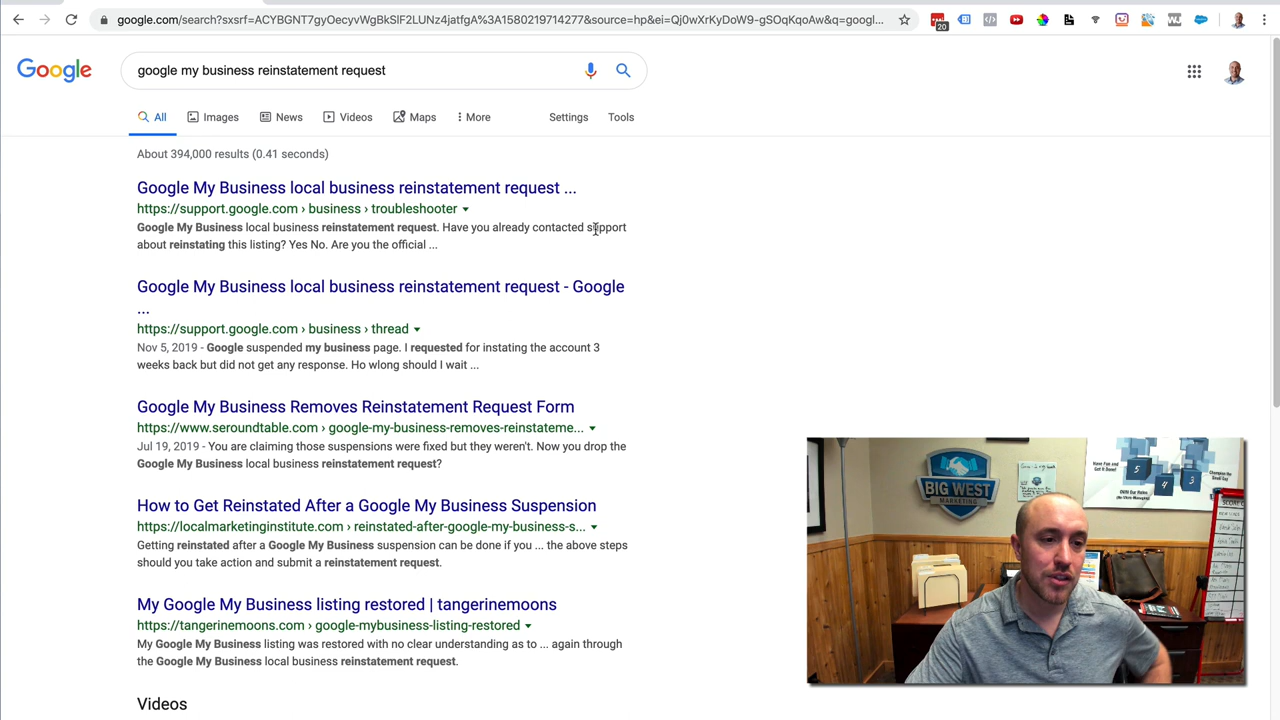 google.com/search?sxsrf=ACYBGNT7gyOecyvWgBkSlF2LUNz4jatfgA%3A1580219714277&source=hp&ei=Qj0wXrKyDoW9-gSOqKqoAw&q=googl...
20
Google
google my business reinstatement request
All
Images
News
Videos
Maps
More
Settings
Tools
About 394,000 results (0.41 seconds)
Google My Business local business reinstatement request ...
https://support.google.com › business › troubleshooter
Google My Business local business reinstatement request. Have you already contacted support
about reinstating this listing? Yes No. Are you the official ...
Google My Business local business reinstatement request - Google
...
https://support.google.com › business › thread
Nov 5, 2019 - Google suspended my business page. I requested for instating the account 3
weeks back but did not get any response. Ho wlong should I wait ...
Google My Business Removes Reinstatement Request Form
https://www.seroundtable.com › google-my-business-removes-reinstateme...
Jul 19, 2019 - You are claiming those suspensions were fixed but they weren't. Now you drop the
Google My Business local business reinstatement request?
How to Get Reinstated After a Google My Business Suspension
https://localmarketinginstitute.com › reinstated-after-google-my-business-s...
Getting reinstated after a Google My Business suspension can be done if you ... the above steps
should you take action and submit a reinstatement request.
My Google My Business listing restored | tangerinemoons
https://tangerinemoons.com › google-mybusiness-listing-restored
My Google My Business listing was restored with no clear understanding as to ... again through
the Google My Business local business reinstatement request.
Videos
BIG WEST
MARKETING
Have Fun and
Get It Done!
5
4
3